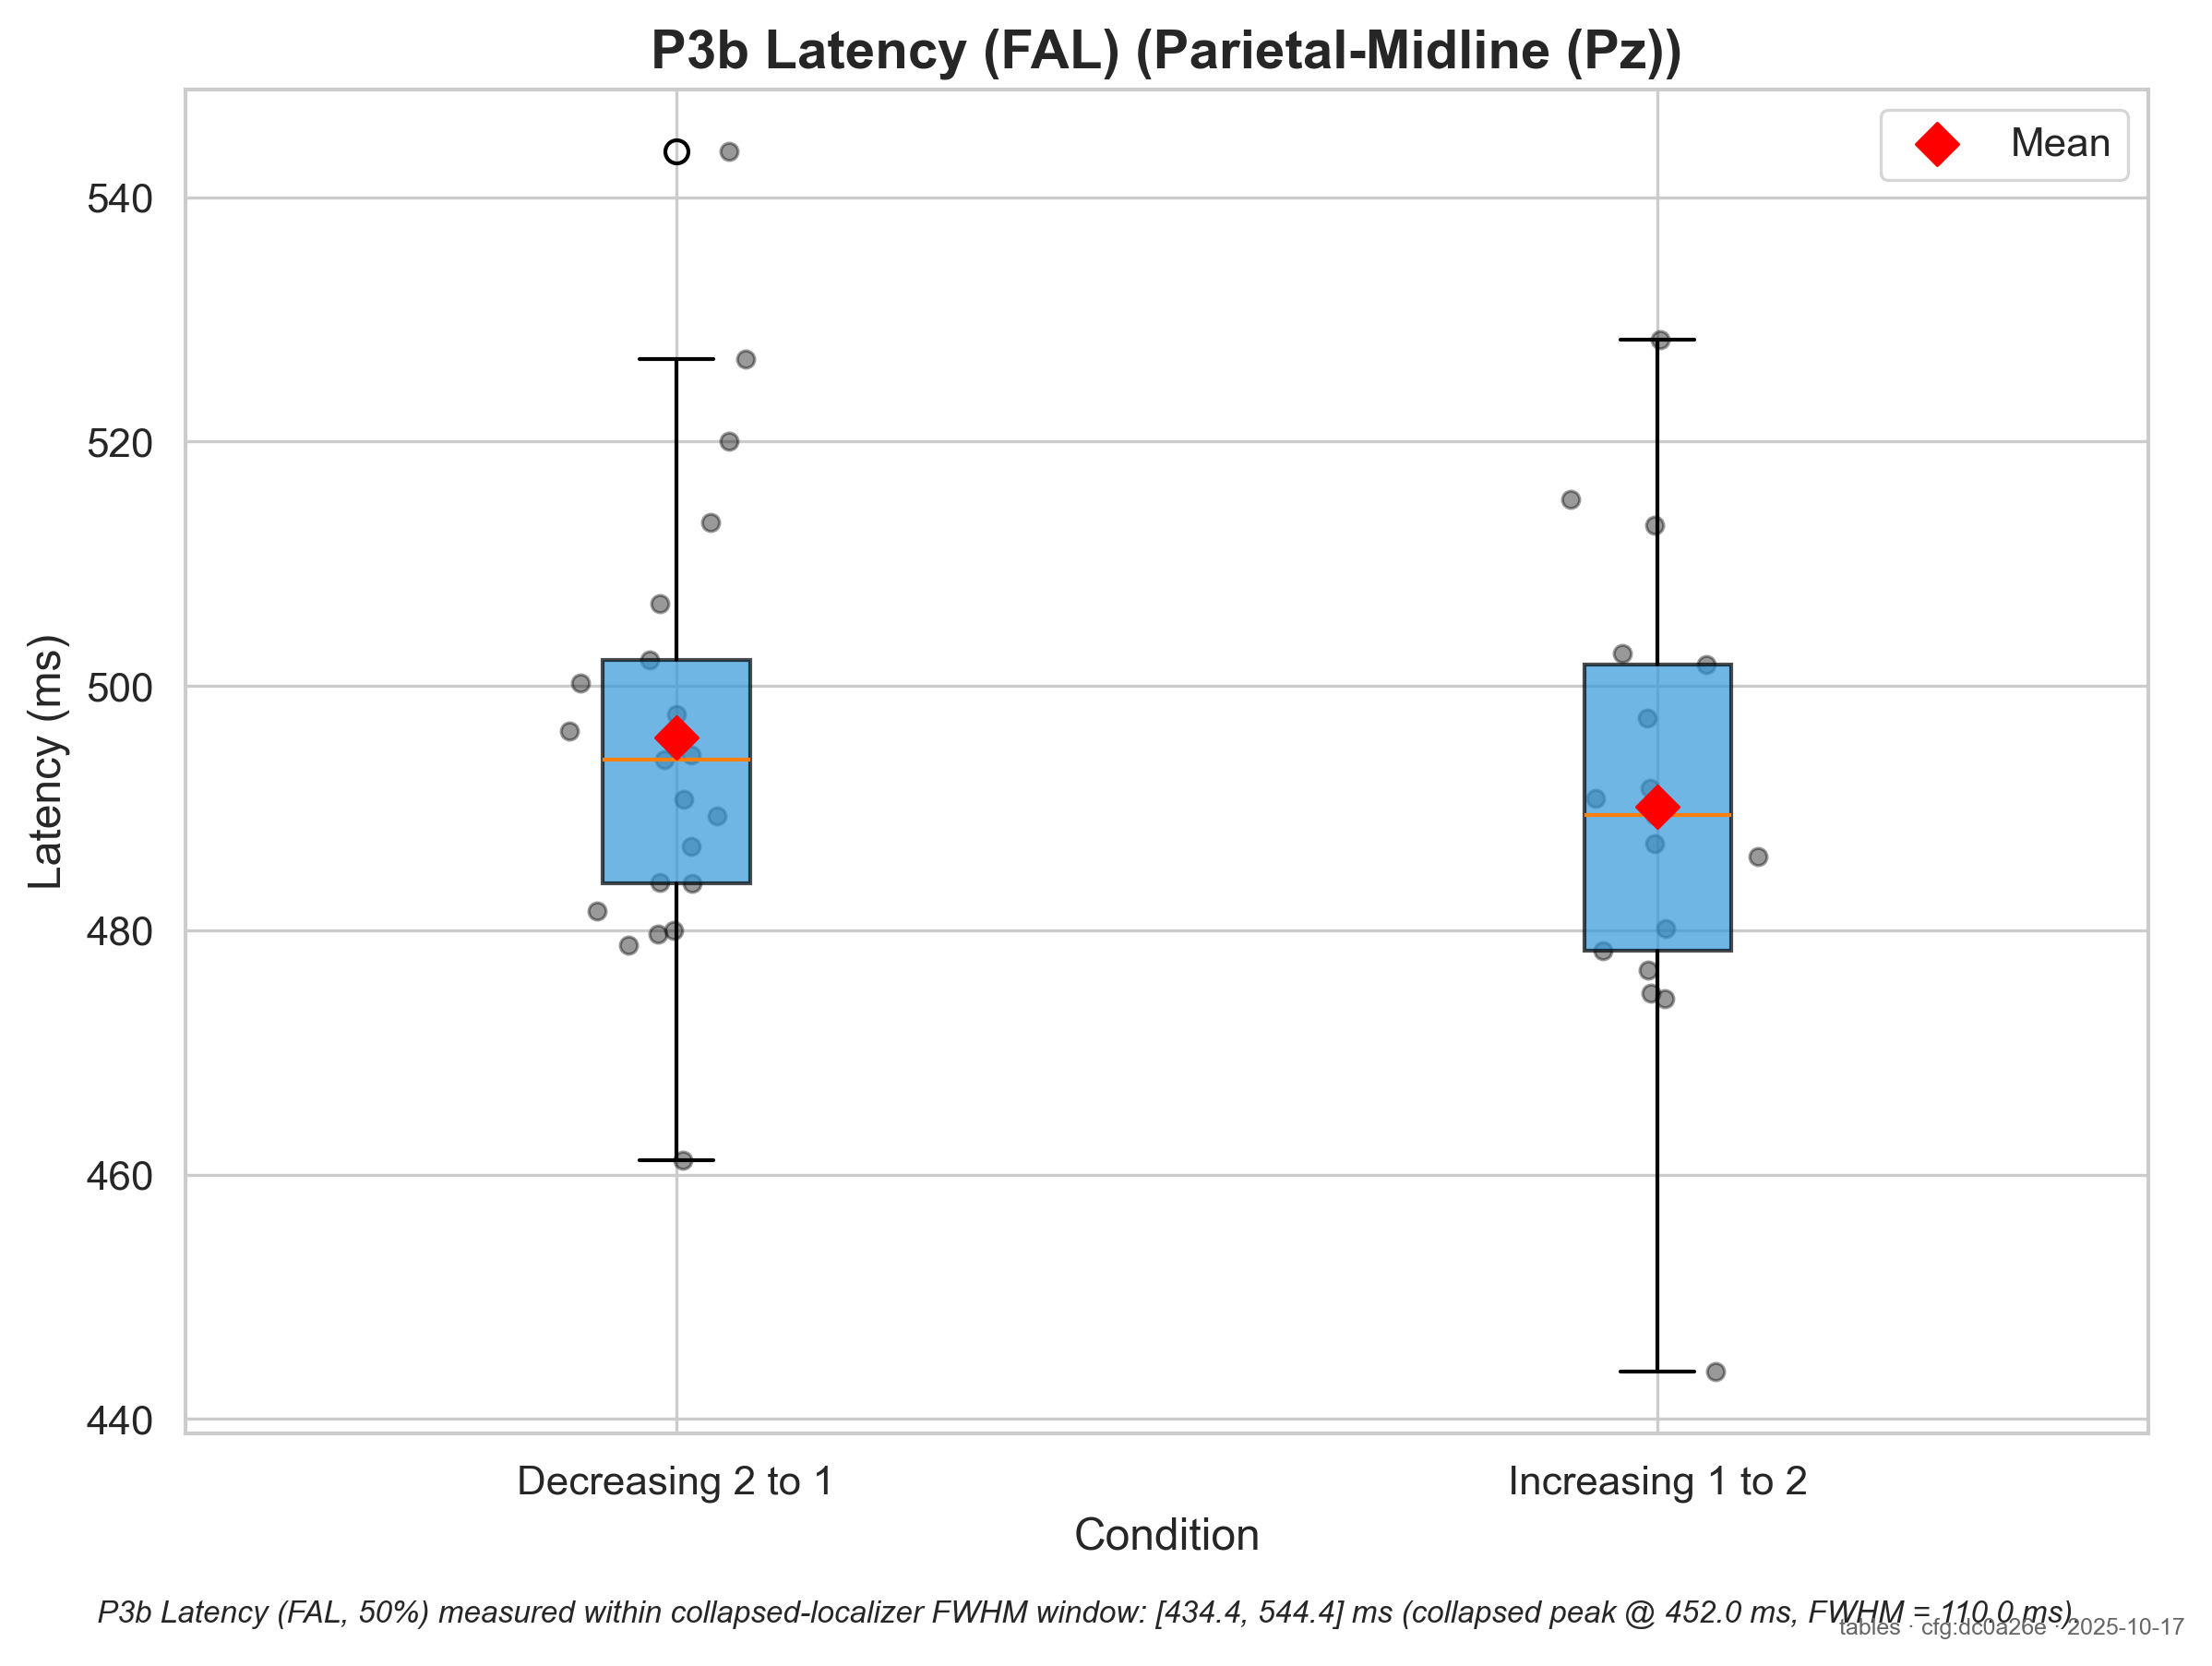 P3b Latency (FAL) (Parietal-Midline (Pz))
Mean
Latency (ms)
540
520
500
480
460
440
Decreasing 2 to 1
Increasing 1 to 2
Condition
P3b Latency (FAL, 50%) measured within collapsed-localizer FWHM window: [434.4, 544.4] ms (collapsed peak @ 452.0 ms, FWHM = 110.0 ms).
tables · cfg:dc0a26e · 2025-10-17